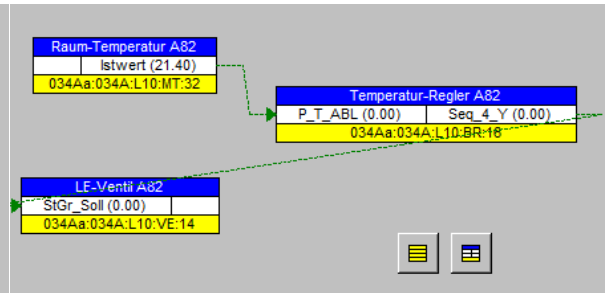 Raum-Temperatur A82
Istwert (21.40)
034Aa:034A:L10:MT:32
Temperatur-Regler A82
P_T_ABL (0.00) Seq_4_Y (0.00)
034Aa:034A:L10:BR:16
LE-Ventil A82
StGr_Soll (0.00)
034Aa:034A:L10:VE:14